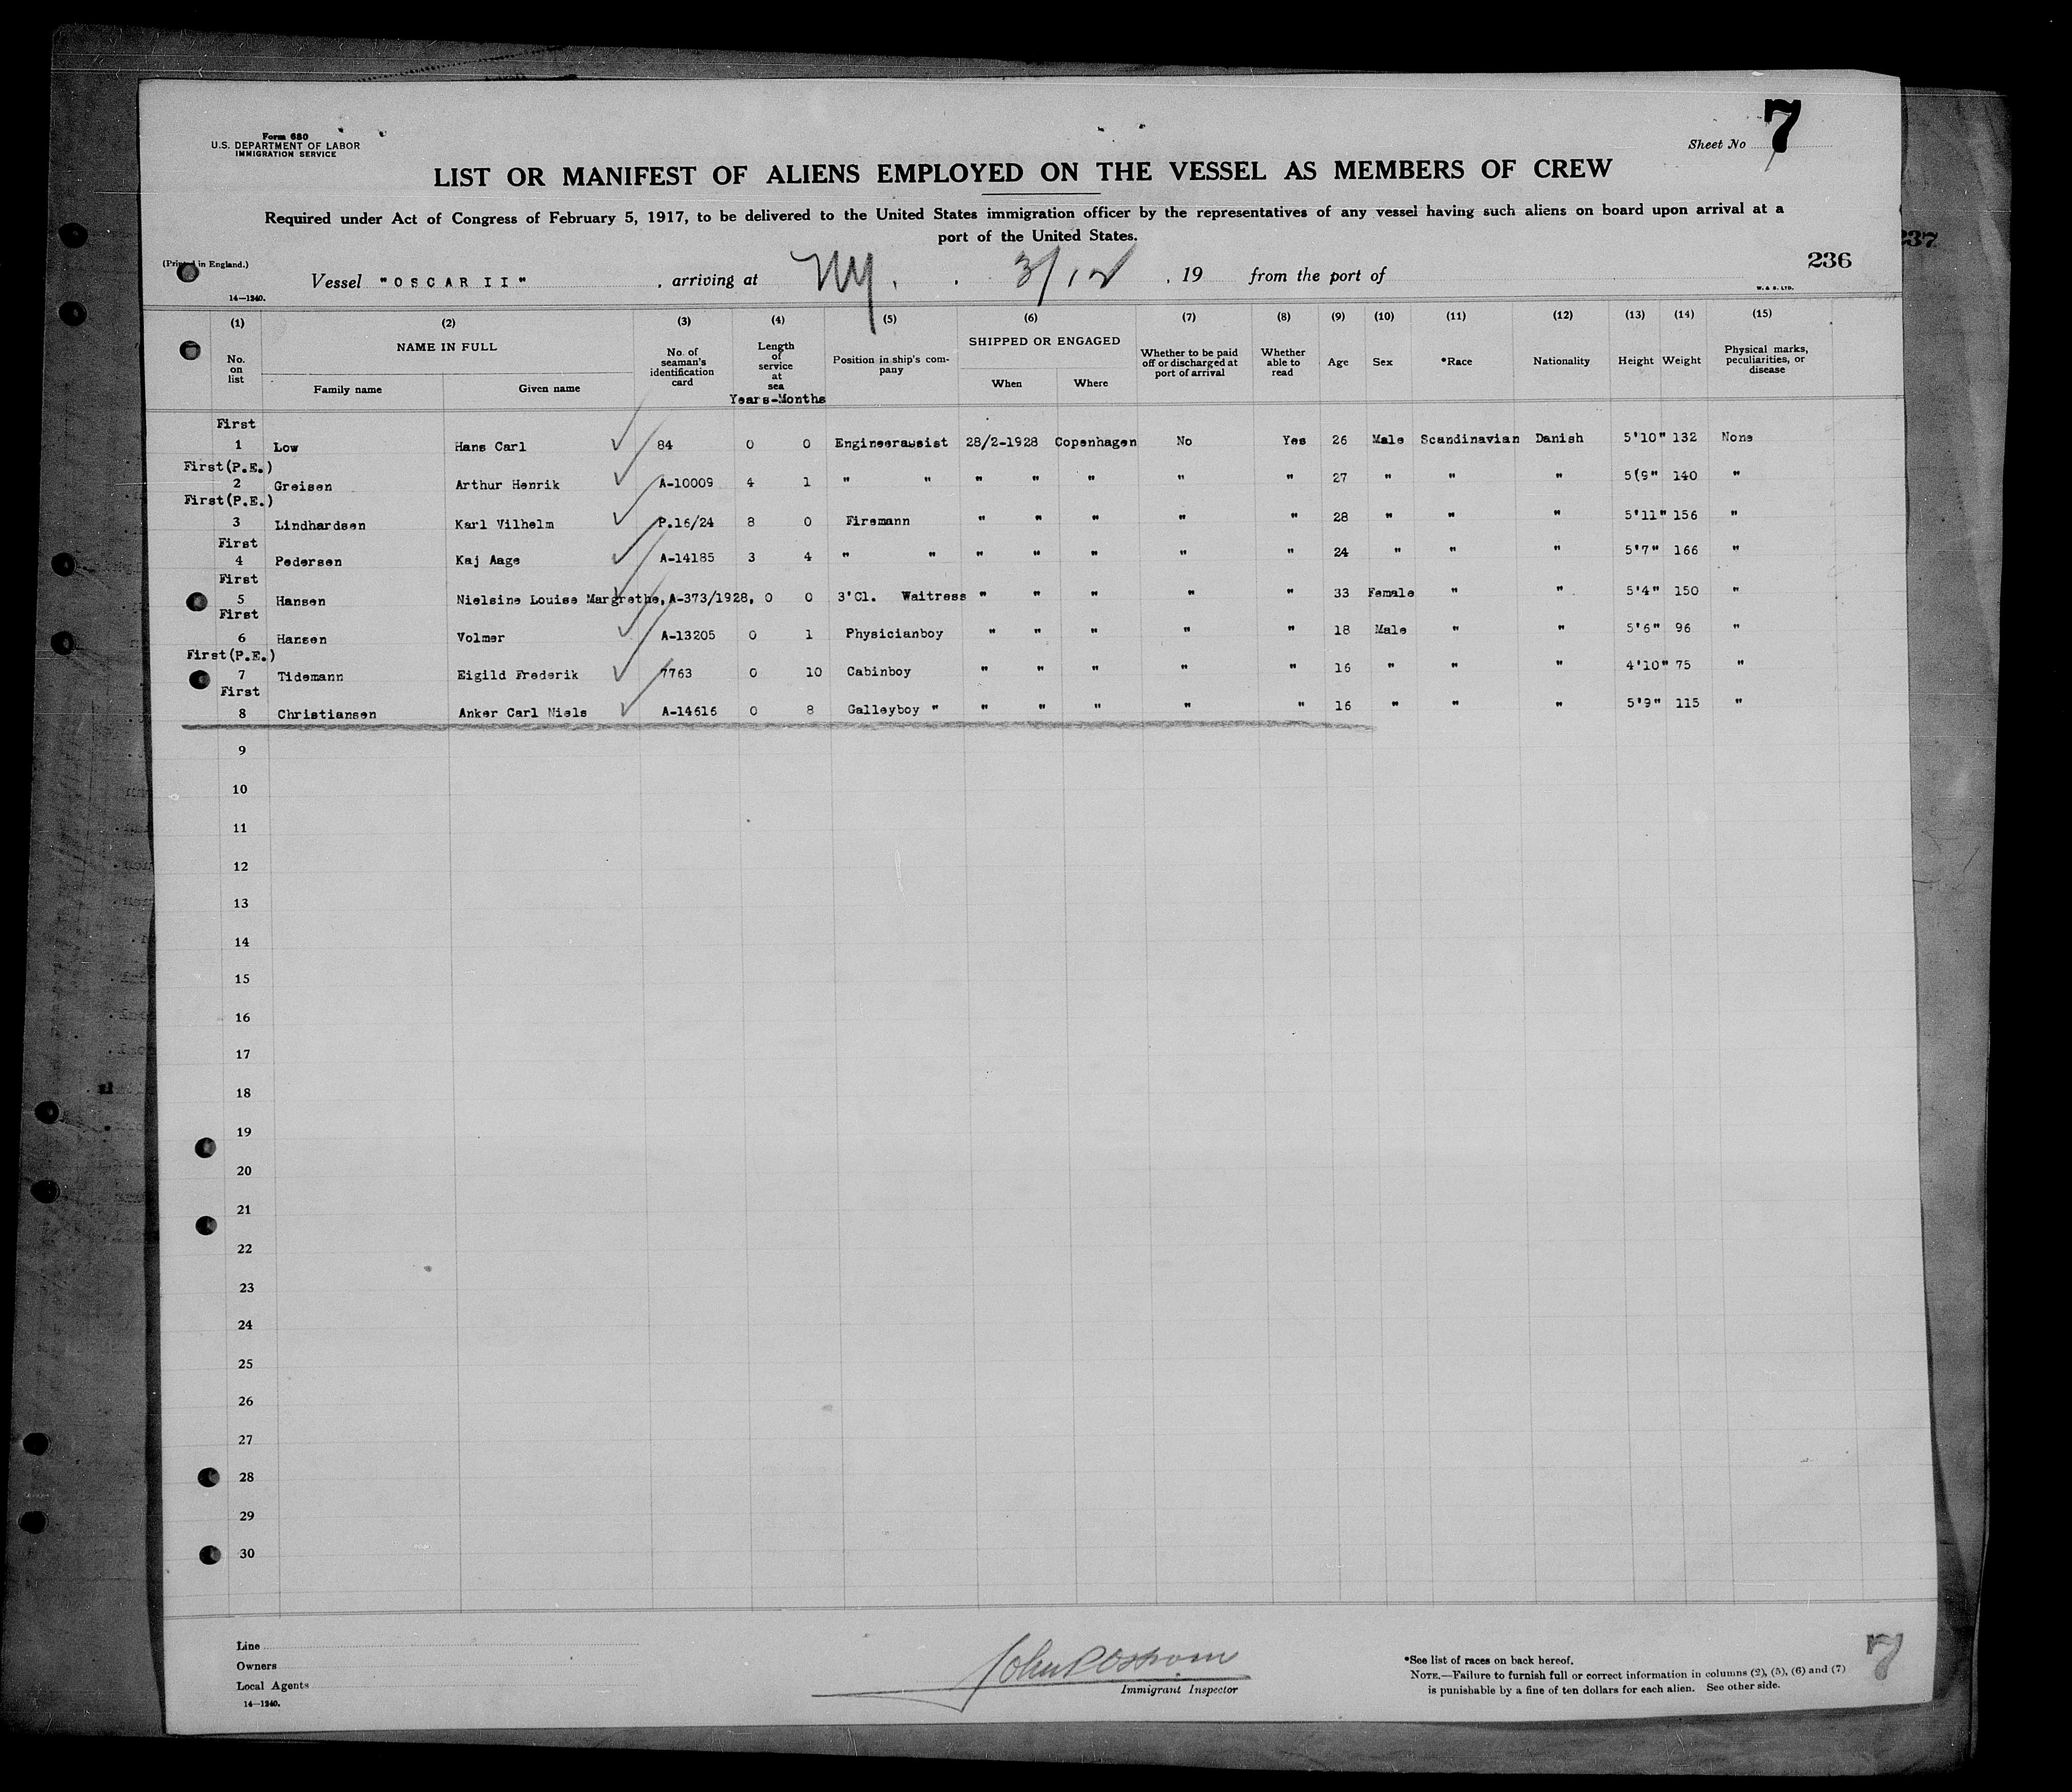 Form 680
U.S. DEPARTMENT OF LABOR
IMMIGRATION SERVICE
Sheet No 7
LIST OR MANIFEST OF ALIENS EMPLOYED ON THE VESSEL AS MEMBERS OF CREW
Required under Act of Congress of February 5, 1917, to be delivered to the United States immigration officer by the representatives of any vessel having such aliens on board upon arrival at a
port of the United States.
237
236
(Printed in England.)
Vessel "OSCAR II" , arriving at NY. , 3/12 , 19 from the port of
14—1240.
W. & S. LTD.
(1) (2) (3) (4) (5) (6) (7) (8) (9) (10) (11) (12) (13) (14) (15)
No. on list
NAME IN FULL
Family name Given name
No. of seaman's identification card
Length of service at sea
Years-Months
Position in ship's company
SHIPPED OR ENGAGED
When Where
Whether to be paid off or discharged at port of arrival
Whether able to read
Age Sex *Race Nationality Height Weight
Physical marks, peculiarities, or disease
First
1 Low Hans Carl ✓ 84 0 0 Engineerassist 28/2-1928 Copenhagen No Yes 26 Male Scandinavian Danish 5'10" 132 None
First(P.E.)
2 Greisen Arthur Henrik ✓ A-10009 4 1 " " " " " " " 27 " " " 5(9" 140 "
First(P.E.)
3 Lindhardsen Karl Vilhelm ✓ P.16/24 8 0 Firemann " " " " " 28 " " " 5'11" 156 "
First
4 Pedersen Kaj Aage ✓ A-14185 3 4 " " " " " " " 24 " " " 5'7" 166 "
First
5 Hansen Nielsine Louise Margrethe, A-373/1928, 0 0 3'Cl. Waitress " " " " " 33 Female " " 5'4" 150 "
First
6 Hansen Volmer ✓ A-13205 0 1 Physicianboy " " " " " 18 Male " " 5'6" 96 "
First(P.E.)
7 Tidemann Eigild Frederik ✓ 7763 0 10 Cabinboy " " " " " 16 " " " 4'10" 75 "
First
8 Christiansen Anker Carl Niels ✓ A-14616 0 8 Galleyboy " " " " " " 16 " " " 5'9" 115 "
9
10
11
12
13
14
15
16
17
18
19
20
21
22
23
24
25
26
27
28
29
30
Line
Owners
Local Agents
14—1240.
Immigrant Inspector
*See list of races on back hereof.
NOTE.—Failure to furnish full or correct information in columns (2), (5), (6) and (7)
is punishable by a fine of ten dollars for each alien. See other side.
7